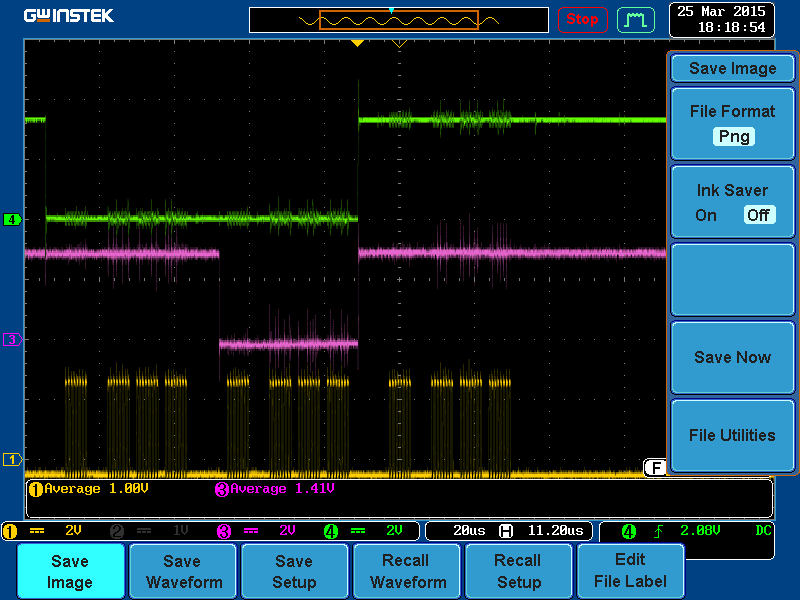 GWINSTEK
Stop
25 Mar 2015
18:18:54
Save Image
File Format
Png
Ink Saver
On Off
Save Now
File Utilities
4
3
1
F
1 Average 1.00V 3 Average 1.41V
1 2V 2 1V 3 2V 4 2V 20us H 11.20us 4 2.08V DC
Save Image
Save Waveform
Save Setup
Recall Waveform
Recall Setup
Edit File Label